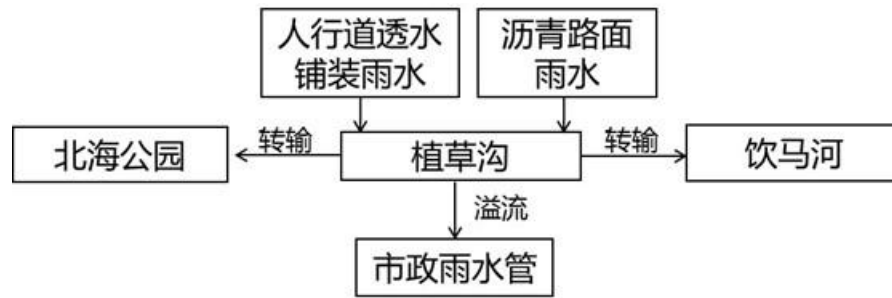 人行道透水
铺装雨水
沥青路面
雨水
北海公园
转输
植草沟
转输
饮马河
溢流
市政雨水管